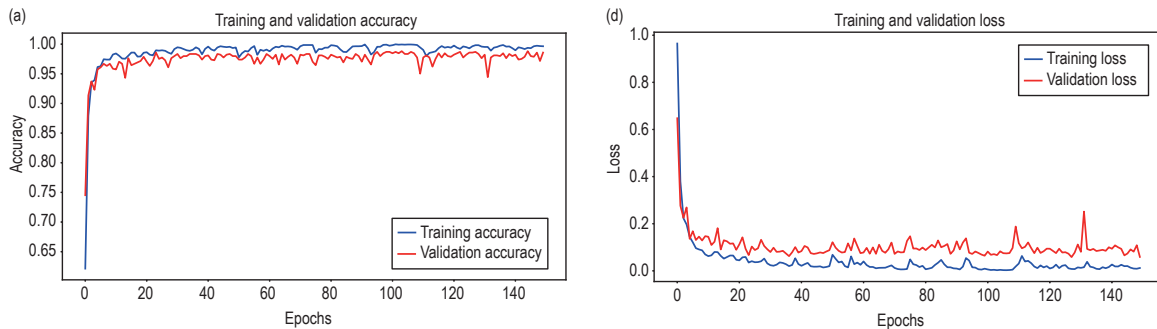 (a)
Training and validation accuracy
1.00
0.95
0.90
0.85
0.80
0.75
0.70
0.65
Accuracy
0 20 40 60 80 100 120 140
Epochs
Training accuracy
Validation accuracy
(d)
Training and validation loss
1.0
0.8
0.6
0.4
0.2
0.0
Loss
0 20 40 60 80 100 120 140
Epochs
Training loss
Validation loss